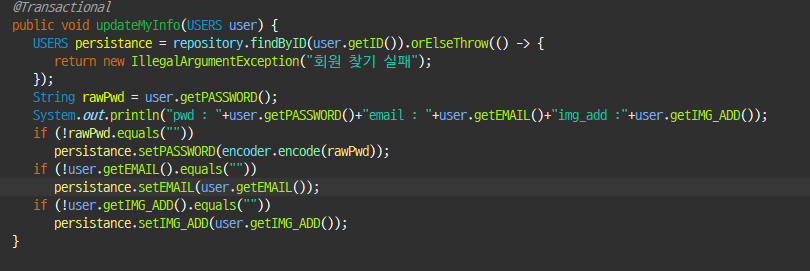 @Transactional
public void updateMyInfo(USERS user) {
USERS persistance = repository.findByID(user.getID()).orElseThrow(() -> {
return new IllegalArgumentException("회원 찾기 실패");
});
String rawPwd = user.getPASSWORD();
System.out.println("pwd : "+user.getPASSWORD()+"email : "+user.getEMAIL()+"img_add :"+user.getIMG_ADD());
if (!rawPwd.equals(""))
persistance.setPASSWORD(encoder.encode(rawPwd));
if (!user.getEMAIL().equals(""))
persistance.setEMAIL(user.getEMAIL());
if (!user.getIMG_ADD().equals(""))
persistance.setIMG_ADD(user.getIMG_ADD());
}